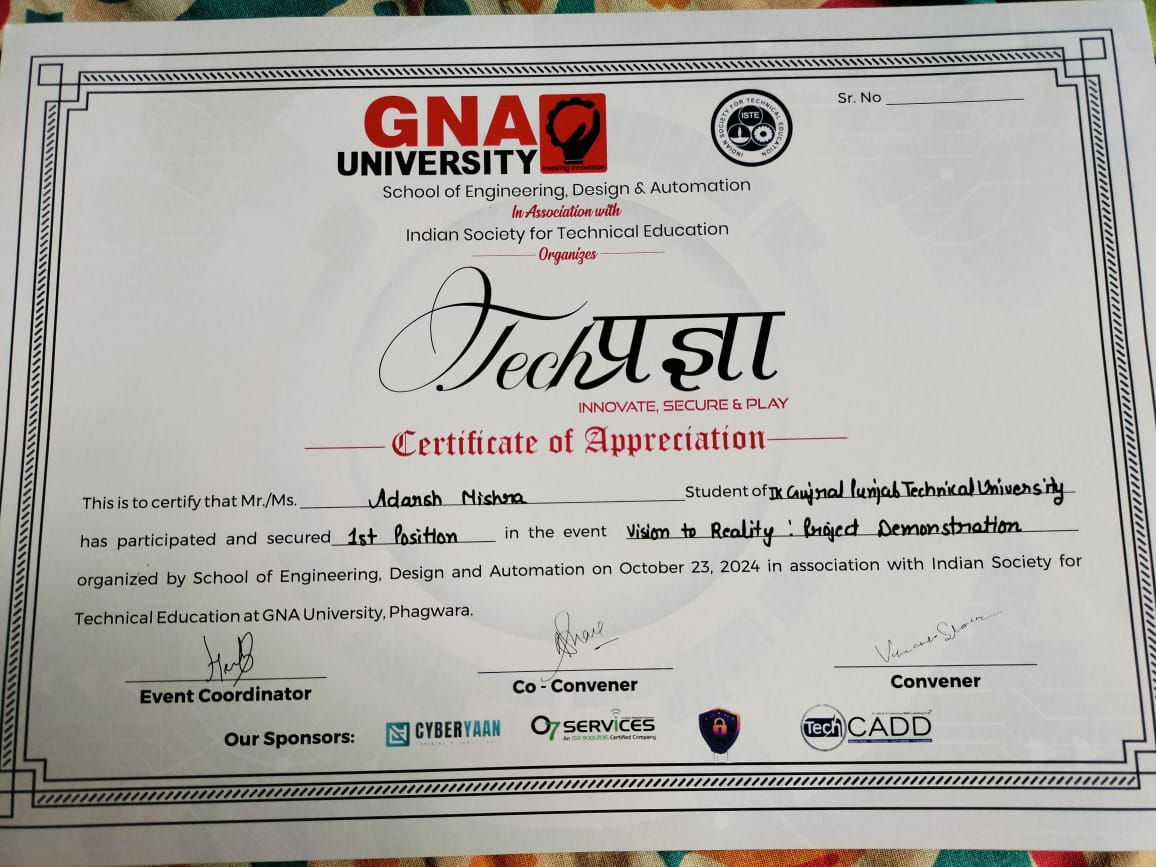 GNA
UNIVERSITY
inspiring innovation
INDIAN SOCIETY FOR TECHNICAL EDUCATION
ISTE
Sr. No
School of Engineering, Design & Automation
In Association with
Indian Society for Technical Education
Organizes
Techप्रज्ञा
INNOVATE, SECURE & PLAY
Certificate of Appreciation
This is to certify that Mr./Ms. Adarsh Mishra Student of IK Gujral Punjab Technical University
has participated and secured 1st Position in the event Vision to Reality : Project Demonstration
organized by School of Engineering, Design and Automation on October 23, 2024 in association with Indian Society for
Technical Education at GNA University, Phagwara.
Event Coordinator
Co - Convener
Convener
Our Sponsors:
CYBERYAAN
O7 SERVICES
An ISO 9001:2015 Certified Company
Tech CADD